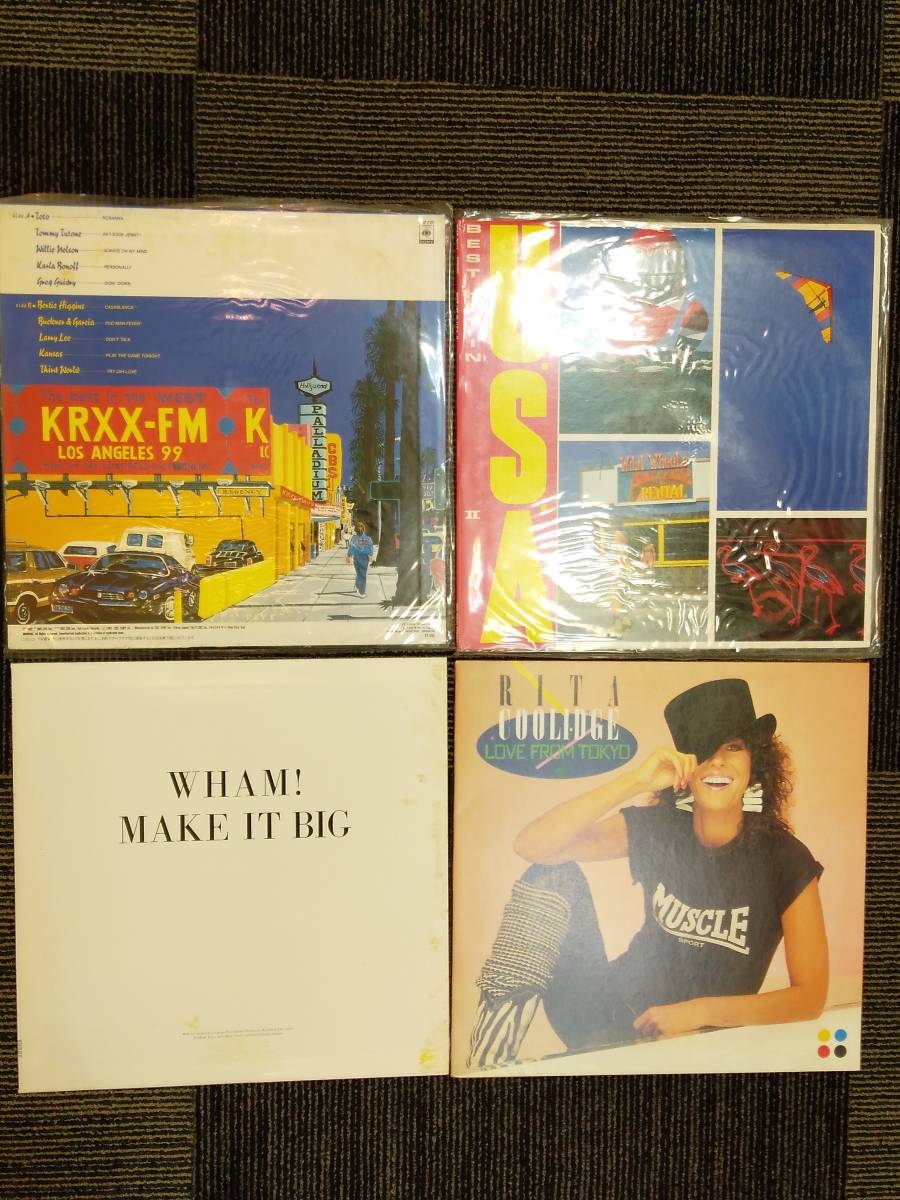 SIDE A • Toto ROSANNA
Tommy Tutone 867-5309/ JENNY
Willie Nelson ALWAYS ON MY MIND
Karla Bonoff PERSONALLY
Greg Guidry GOIN' DOWN
SIDE B • Bertie Higgins CASABLANCA
Buckner & Garcia PAC-MAN FEVER
Larry Lee DON'T TALK
Kansas PLAY THE GAME TONIGHT
Third World TRY JAH LOVE
The best in the WEST
KRXX-FM
LOS ANGELES 99
K
REGENCY
Hollywood
PALLADIUM
CBS
BEST IN
USA
II
RENTAL
WHAM!
MAKE IT BIG
RITA
COOLIDGE
LOVE FROM TOKYO
MUSCLE
SPORT